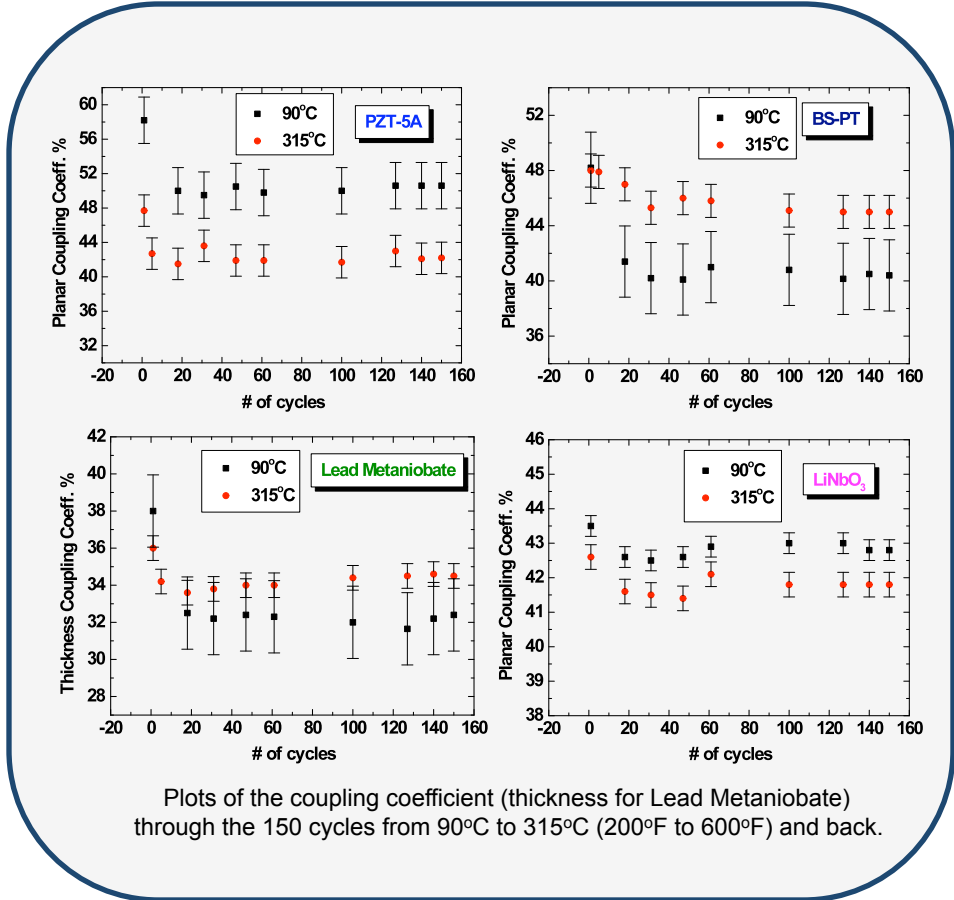 90°C
315°C
PZT-5A
60
56
52
48
44
40
36
32
Planar Coupling Coeff. %
-20 0 20 40 60 80 100 120 140 160
# of cycles
90°C
315°C
BS-PT
52
48
44
40
36
Planar Coupling Coeff. %
-20 0 20 40 60 80 100 120 140 160
# of cycles
90°C
315°C
Lead Metaniobate
42
40
38
36
34
32
30
28
Thickness Coupling Coeff. %
-20 0 20 40 60 80 100 120 140 160
# of cycles
90°C
315°C
LiNbO₃
46
45
44
43
42
41
40
39
38
Planar Coupling Coeff. %
-20 0 20 40 60 80 100 120 140 160
# of cycles
Plots of the coupling coefficient (thickness for Lead Metaniobate)
through the 150 cycles from 90°C to 315°C (200°F to 600°F) and back.